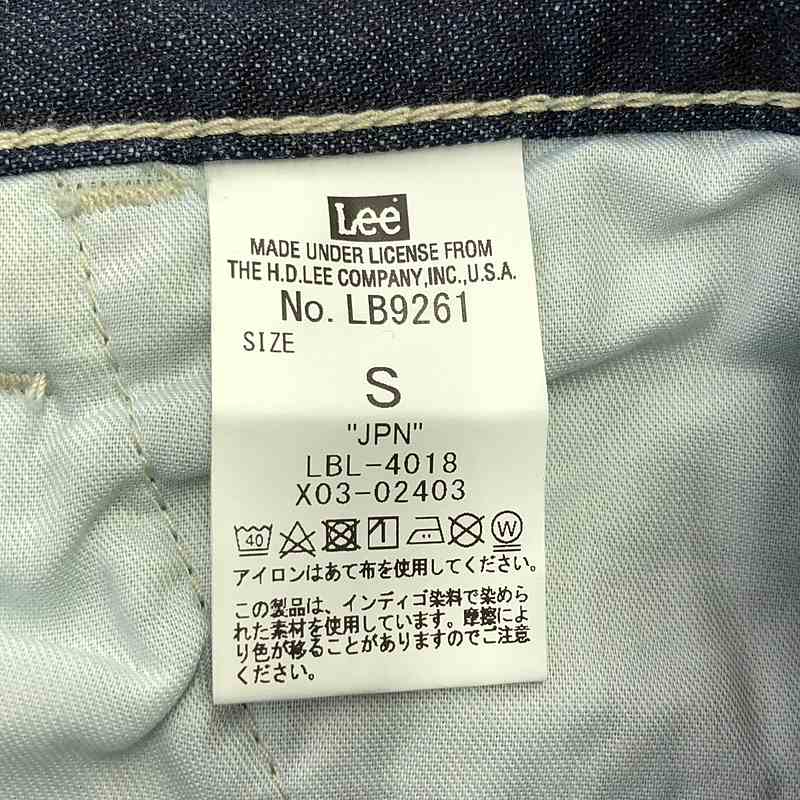 Lee
MADE UNDER LICENSE FROM
THE H.D.LEE COMPANY,INC.,U.S.A.
No. LB9261
SIZE
S
"JPN"
LBL-4018
X03-02403
40 W
アイロンはあて布を使用してください。
この製品は、インディゴ染料で染めら
れた素材を使用しています。摩擦によ
り色が移ることがありますのでご注意
ください。